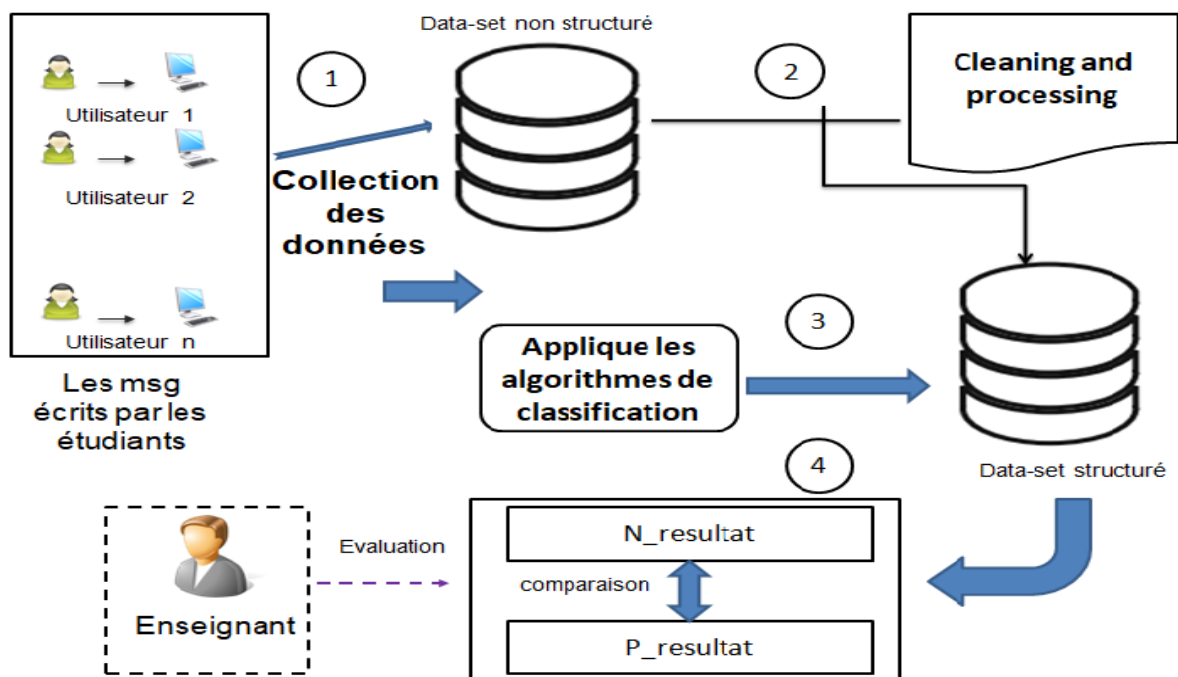 Data-set non structuré
1
2
Cleaning and
processing
Utilisateur 1
Utilisateur 2
Utilisateur n
Collection
des
données
Les msg
écrits par les
étudiants
Applique les
algorithmes de
classification
3
Data-set structuré
4
N_resultat
comparaison
P_resultat
Evaluation
Enseignant